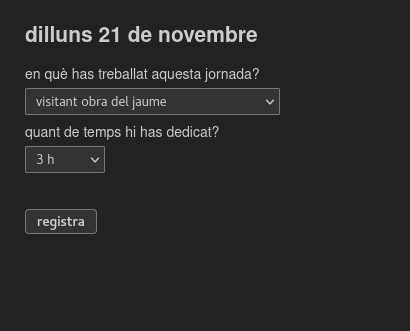 dilluns 21 de novembre
en què has treballat aquesta jornada?
visitant obra del jaume
quant de temps hi has dedicat?
3 h
registra